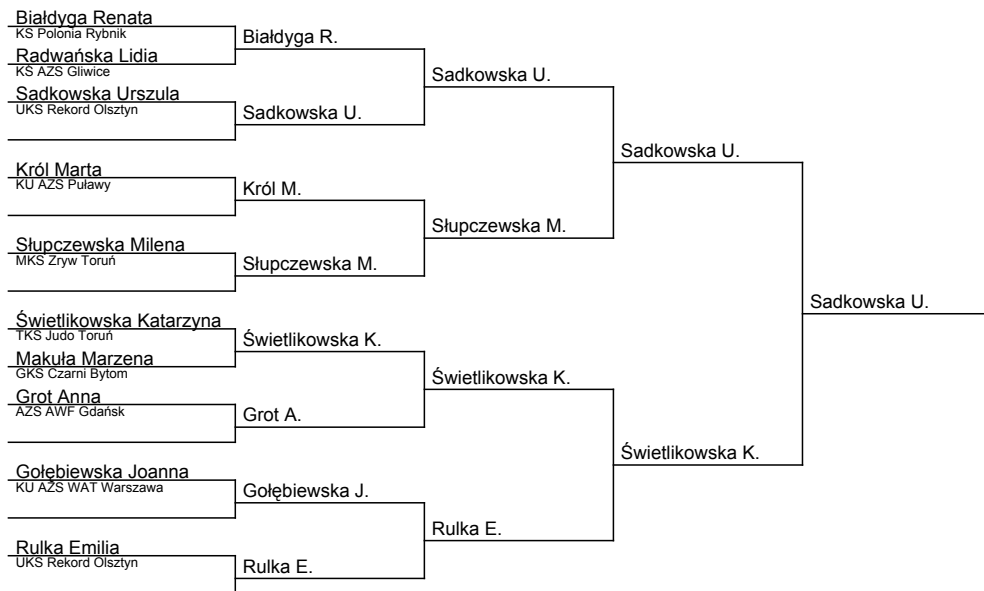 Białdyga Renata
KS Polonia Rybnik
Białdyga R.
Radwańska Lidia
KŚ AZS Gliwice
Sadkowska U.
Sadkowska Urszula
UKS Rekord Olsztyn
Sadkowska U.
Sadkowska U.
Król Marta
KU AZS Puławy
Król M.
Słupczewska M.
Słupczewska Milena
MKS Zryw Toruń
Słupczewska M.
Sadkowska U.
Świetlikowska Katarzyna
TKS Judo Toruń
Świetlikowska K.
Makuła Marzena
GKS Czarni Bytom
Świetlikowska K.
Grot Anna
AZS AWF Gdańsk
Grot A.
Świetlikowska K.
Gołębiewska Joanna
KU AZS WAT Warszawa
Gołębiewska J.
Rulka E.
Rulka Emilia
UKS Rekord Olsztyn
Rulka E.